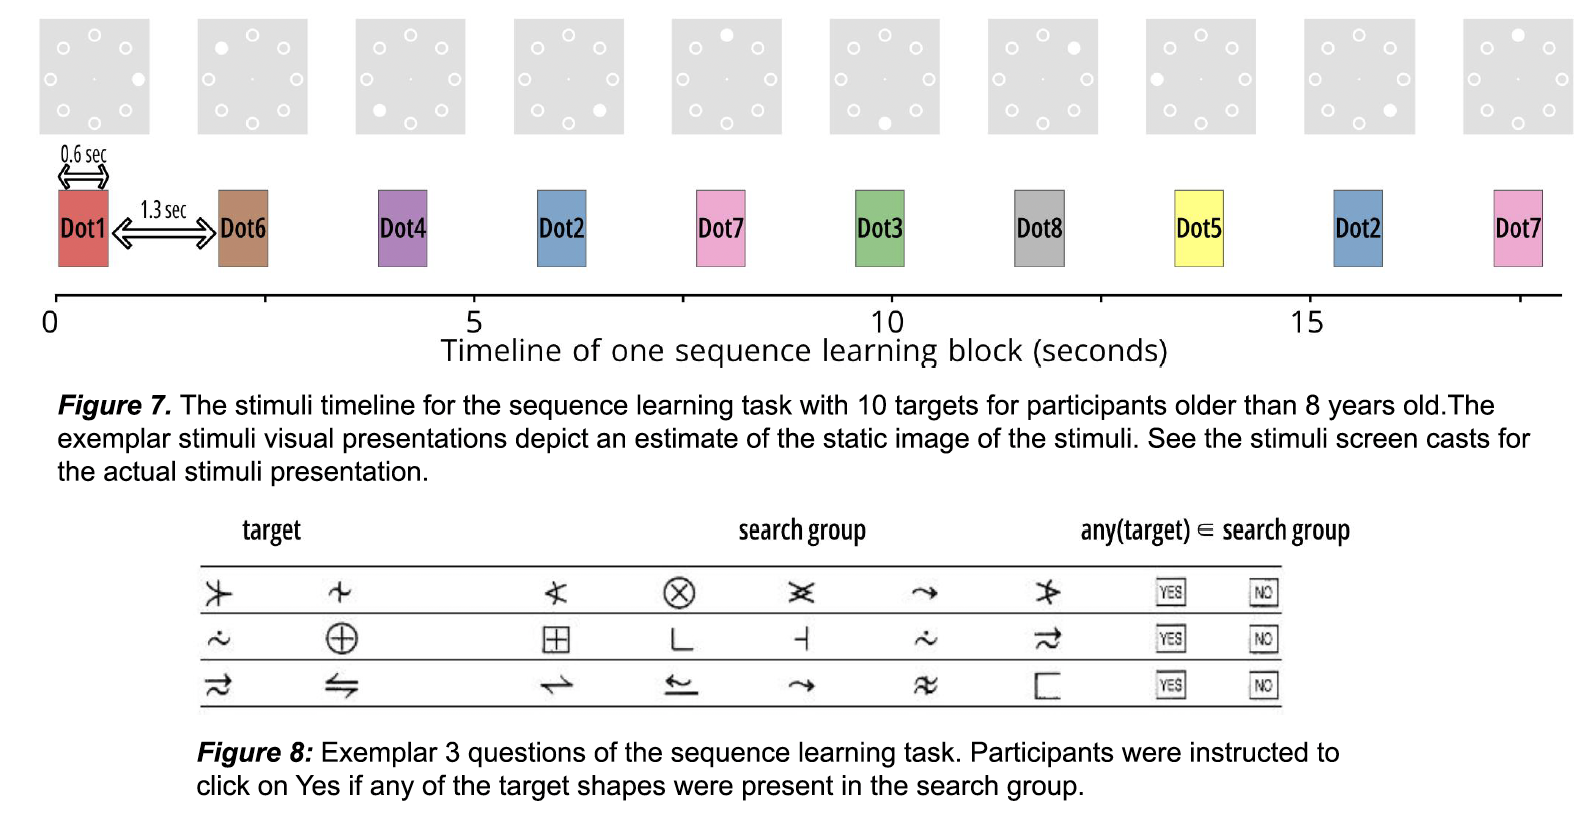 0.6 sec
1.3 sec
Dot1 Dot6 Dot4 Dot2 Dot7 Dot3 Dot8 Dot5 Dot2 Dot7
0 5 10 15
Timeline of one sequence learning block (seconds)
Figure 7. The stimuli timeline for the sequence learning task with 10 targets for participants older than 8 years old.The
exemplar stimuli visual presentations depict an estimate of the static image of the stimuli. See the stimuli screen casts for
the actual stimuli presentation.
target search group any(target) ∈ search group
YES NO
YES NO
YES NO
Figure 8: Exemplar 3 questions of the sequence learning task. Participants were instructed to
click on Yes if any of the target shapes were present in the search group.